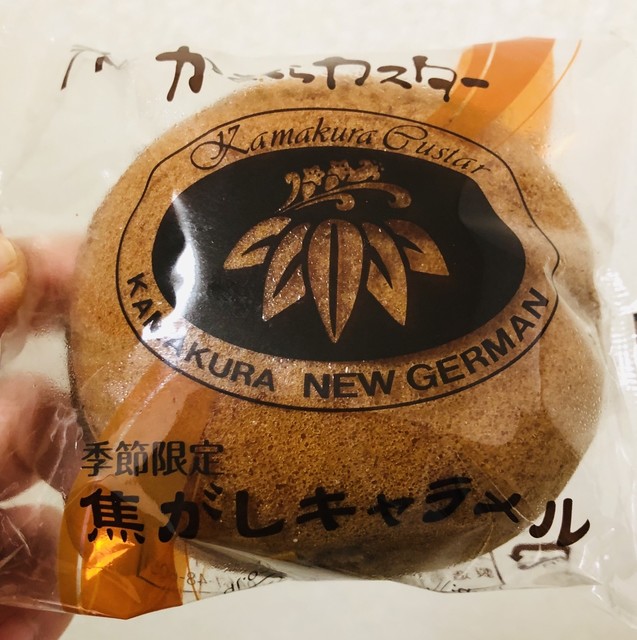 かまくらカスター
Kamakura Custar
KAMAKURA NEW GERMAN
季節限定
焦がしキャラメル